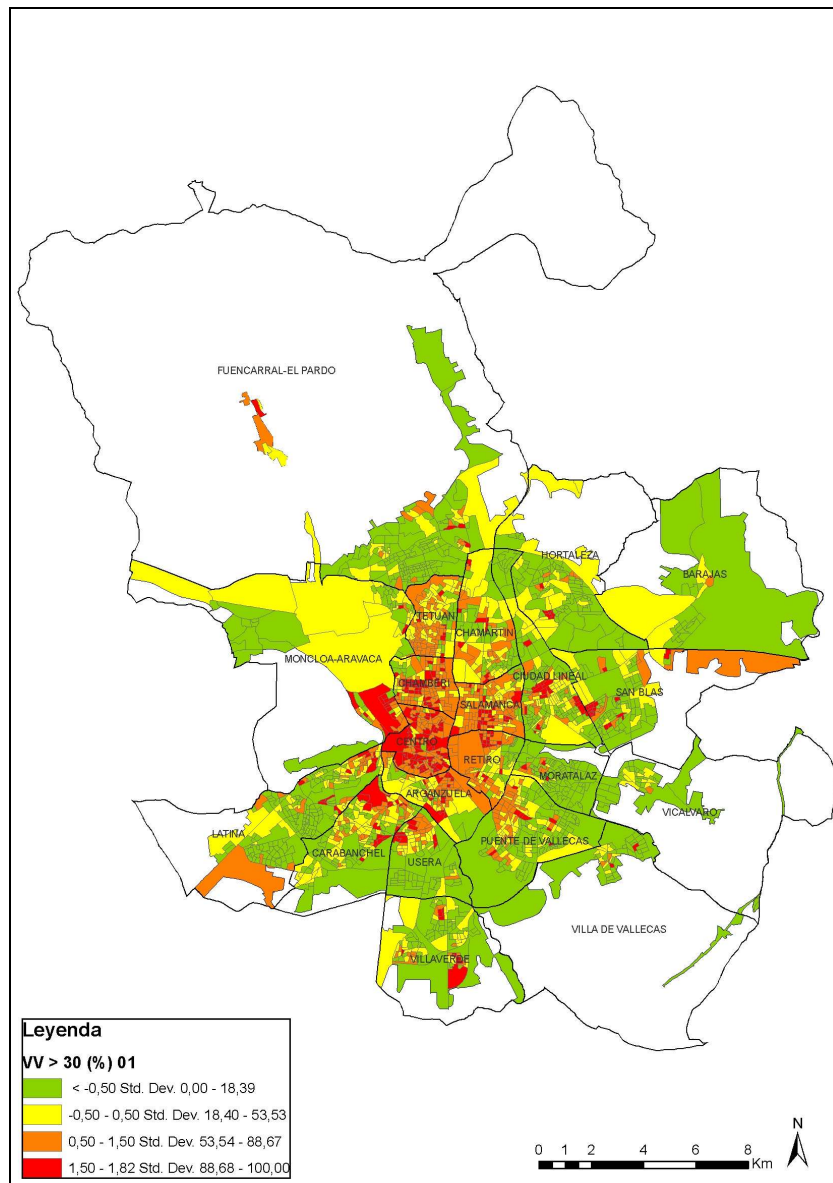 FUENCARRAL-EL PARDO
HORTALEZA
BARAJAS
TETUAN
CHAMARTIN
MONCLOA-ARAVACA
CHAMBERI
CIUDAD LINEAL
SAN BLAS
SALAMANCA
CENTRO
RETIRO
MORATALAZ
ARGANZUELA
VICALVARO
LATINA
PUENTE DE VALLECAS
CARABANCHEL
USERA
VILLA DE VALLECAS
VILLAVERDE
Leyenda
VV > 30 (%) 01
< -0,50 Std. Dev. 0,00 - 18,39
-0,50 - 0,50 Std. Dev. 18,40 - 53,53
0,50 - 1,50 Std. Dev. 53,54 - 88,67
1,50 - 1,82 Std. Dev. 88,68 - 100,00
N
0 1 2 4 6 8
Km